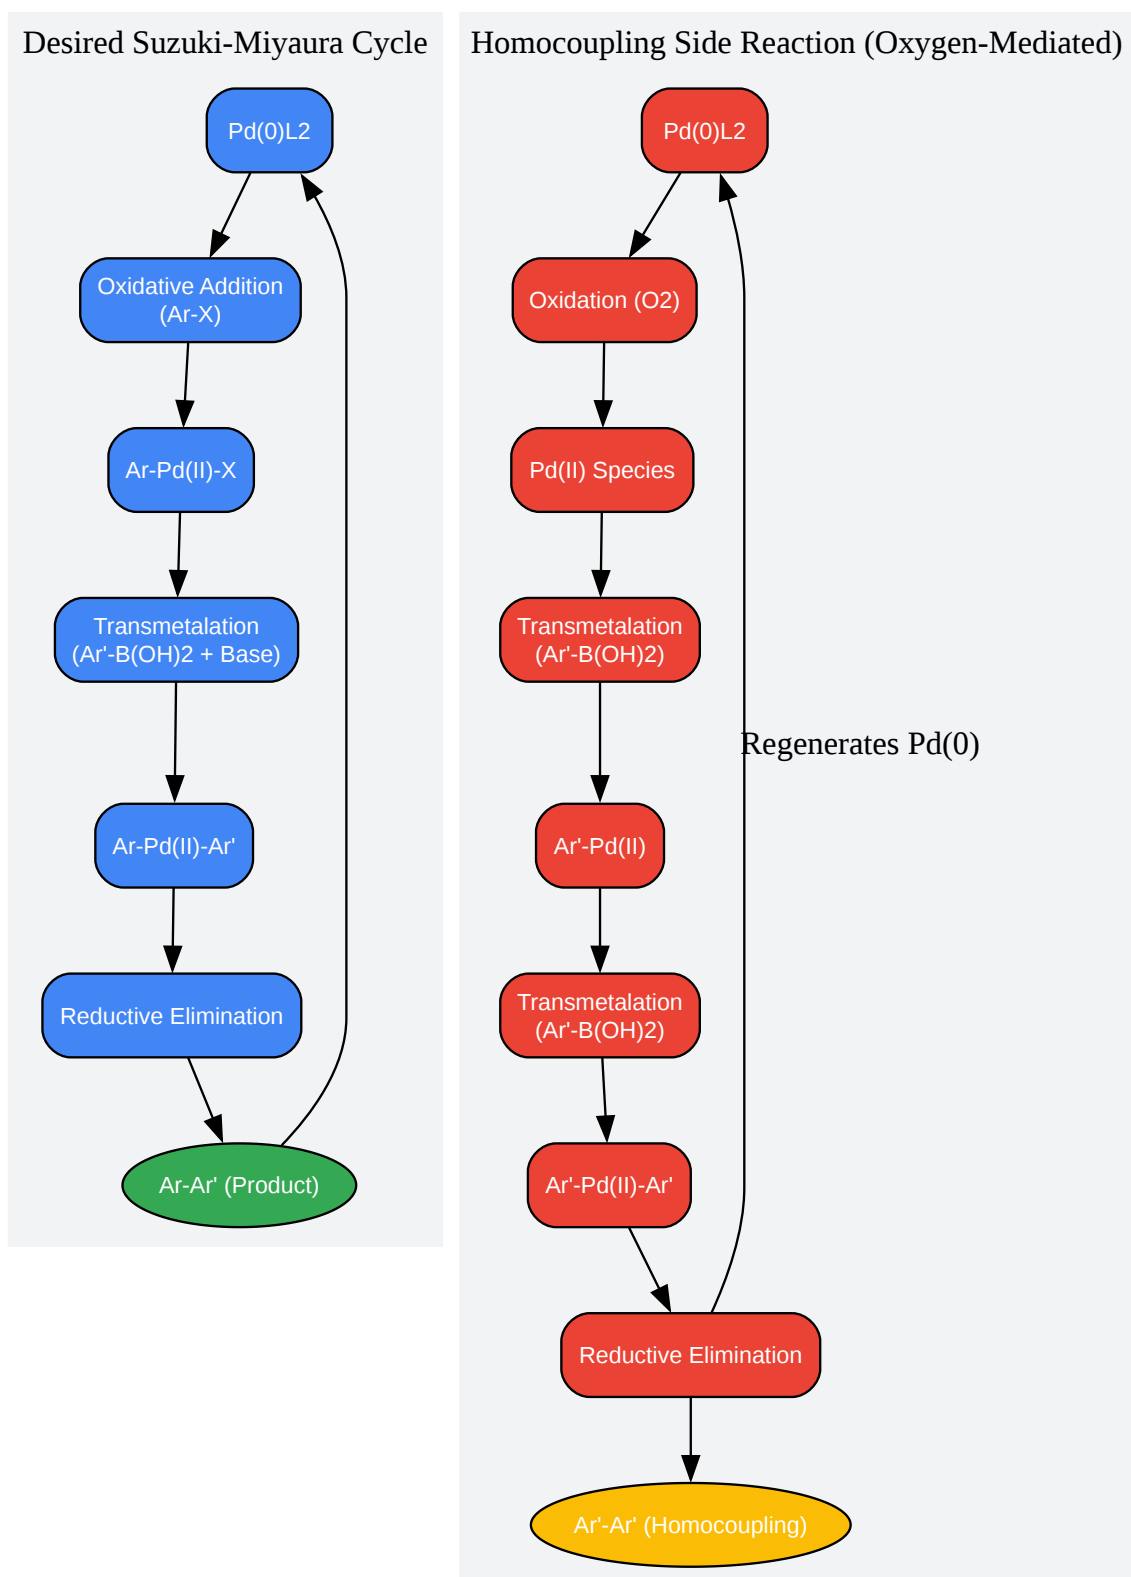 Desired Suzuki-Miyaura Cycle
Pd(0)L2
Oxidative Addition
(Ar-X)
Ar-Pd(II)-X
Transmetalation
(Ar'-B(OH)2 + Base)
Ar-Pd(II)-Ar'
Reductive Elimination
Ar-Ar' (Product)
Homocoupling Side Reaction (Oxygen-Mediated)
Pd(0)L2
Oxidation (O2)
Pd(II) Species
Transmetalation
(Ar'-B(OH)2)
Regenerates Pd(0)
Ar'-Pd(II)
Transmetalation
(Ar'-B(OH)2)
Ar'-Pd(II)-Ar'
Reductive Elimination
Ar'-Ar' (Homocoupling)